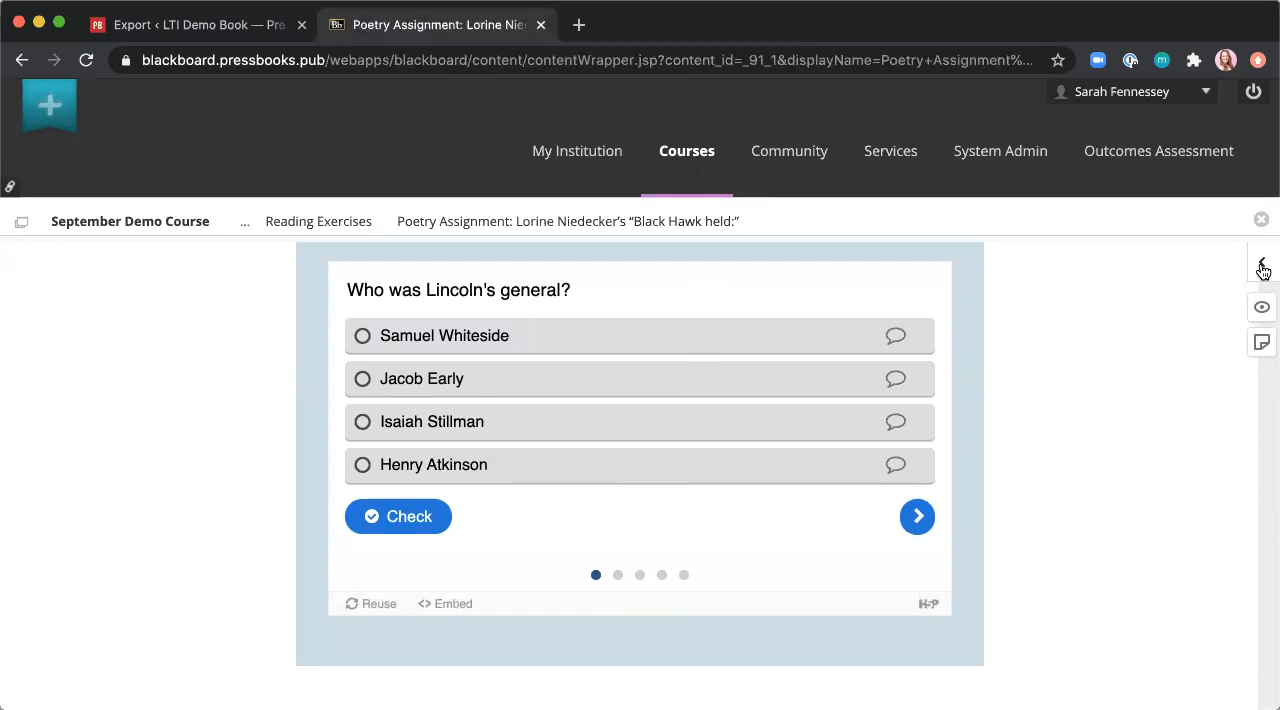 PB Export ‹ LTI Demo Book — Pre
Bb Poetry Assignment: Lorine Nie
blackboard.pressbooks.pub/webapps/blackboard/content/contentWrapper.jsp?content_id=_91_1&displayName=Poetry+Assignment%...
m
Sarah Fennessey
My Institution Courses Community Services System Admin Outcomes Assessment
September Demo Course ... Reading Exercises Poetry Assignment: Lorine Niedecker’s “Black Hawk held:”
Who was Lincoln's general?
Samuel Whiteside
Jacob Early
Isaiah Stillman
Henry Atkinson
Check
Reuse <> Embed H5P